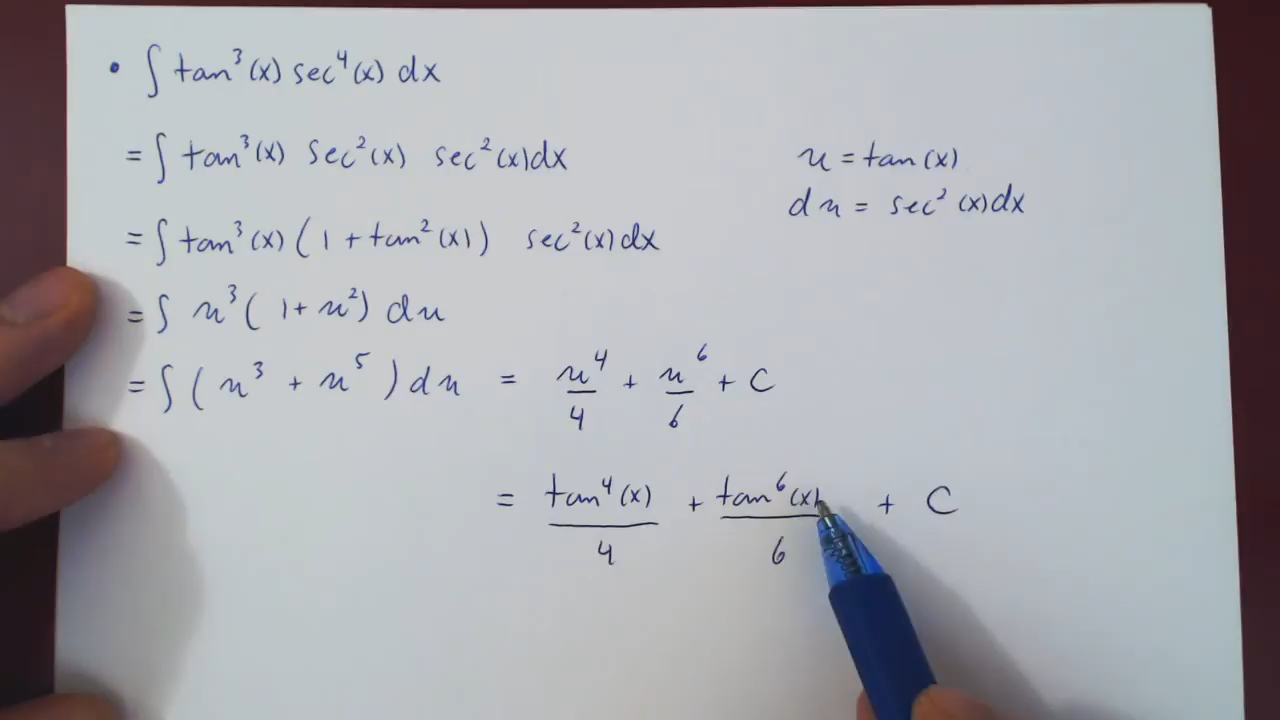 • ∫ tan³(x) sec⁴(x) dx
= ∫ tan³(x) sec²(x) sec²(x)dx
u = tan(x)
du = sec²(x)dx
= ∫ tan³(x) (1 + tan²(x)) sec²(x)dx
= ∫ u³ (1 + u²) du
= ∫ (u³ + u⁵) du = u⁴/4 + u⁶/6 + C
= tan⁴(x)/4 + tan⁶(x)/6 + C